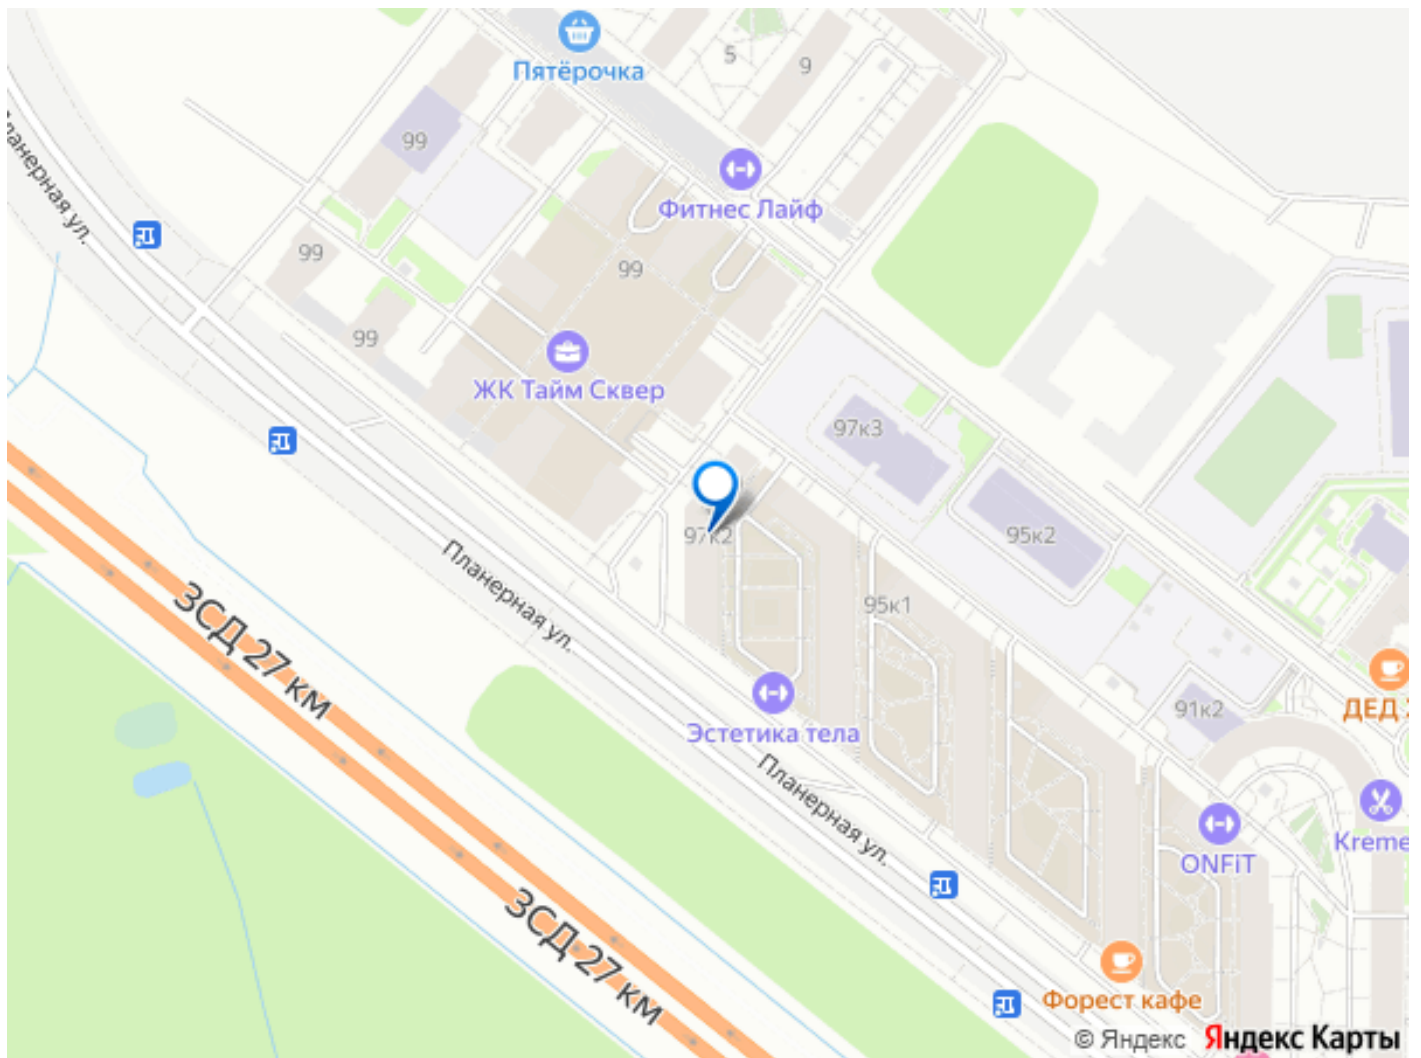 5
9
Пятёрочка
99
Планерная ул.
Фитнес Лайф
99
99
99
ЖК Тайм Сквер
97к3
97к2
95к2
Планерная ул.
95к1
ЗСД 27 км
91к2
ДЕД
Эстетика тела
Планерная ул.
ONFiT
Kreme
ЗСД 27 км
Форест кафе
© Яндекс Яндекс Карты